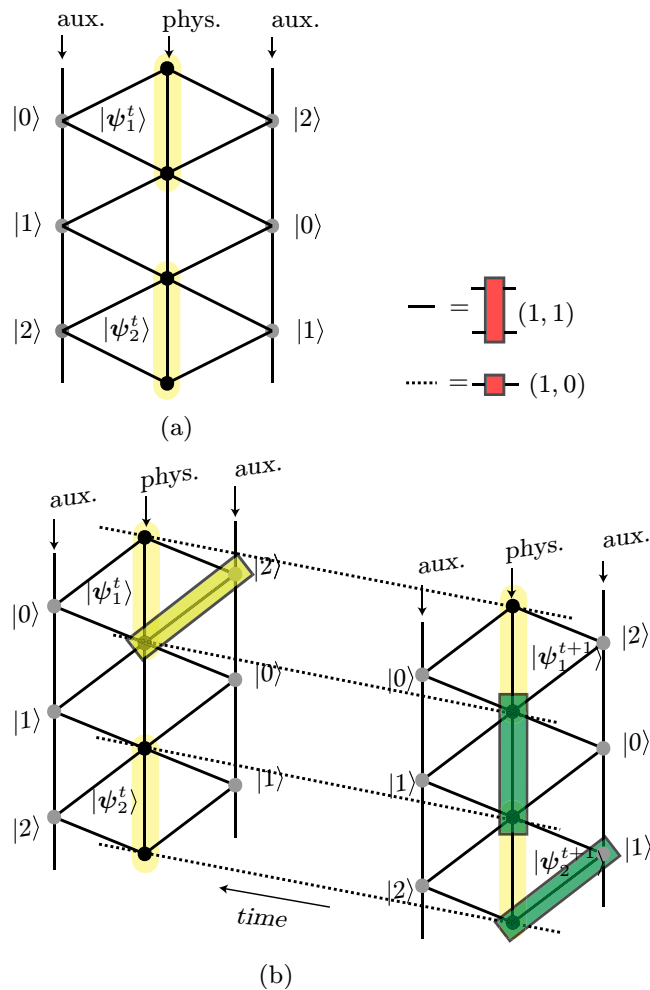 aux. phys. aux.
|0⟩ |ψ₁ᵗ⟩ |2⟩
|1⟩ |0⟩
|2⟩ |ψ₂ᵗ⟩ |1⟩
(a)
= (1, 1)
= (1, 0)
aux. phys. aux.
|0⟩ |ψ₁ᵗ⟩ |2⟩
|1⟩ |0⟩
|2⟩ |ψ₂ᵗ⟩ |1⟩
aux. phys. aux.
|0⟩ |ψ₁ᵗ⁺¹⟩ |2⟩
|1⟩ |0⟩
|2⟩ |ψ₂ᵗ⁺¹⟩ |1⟩
time
(b)